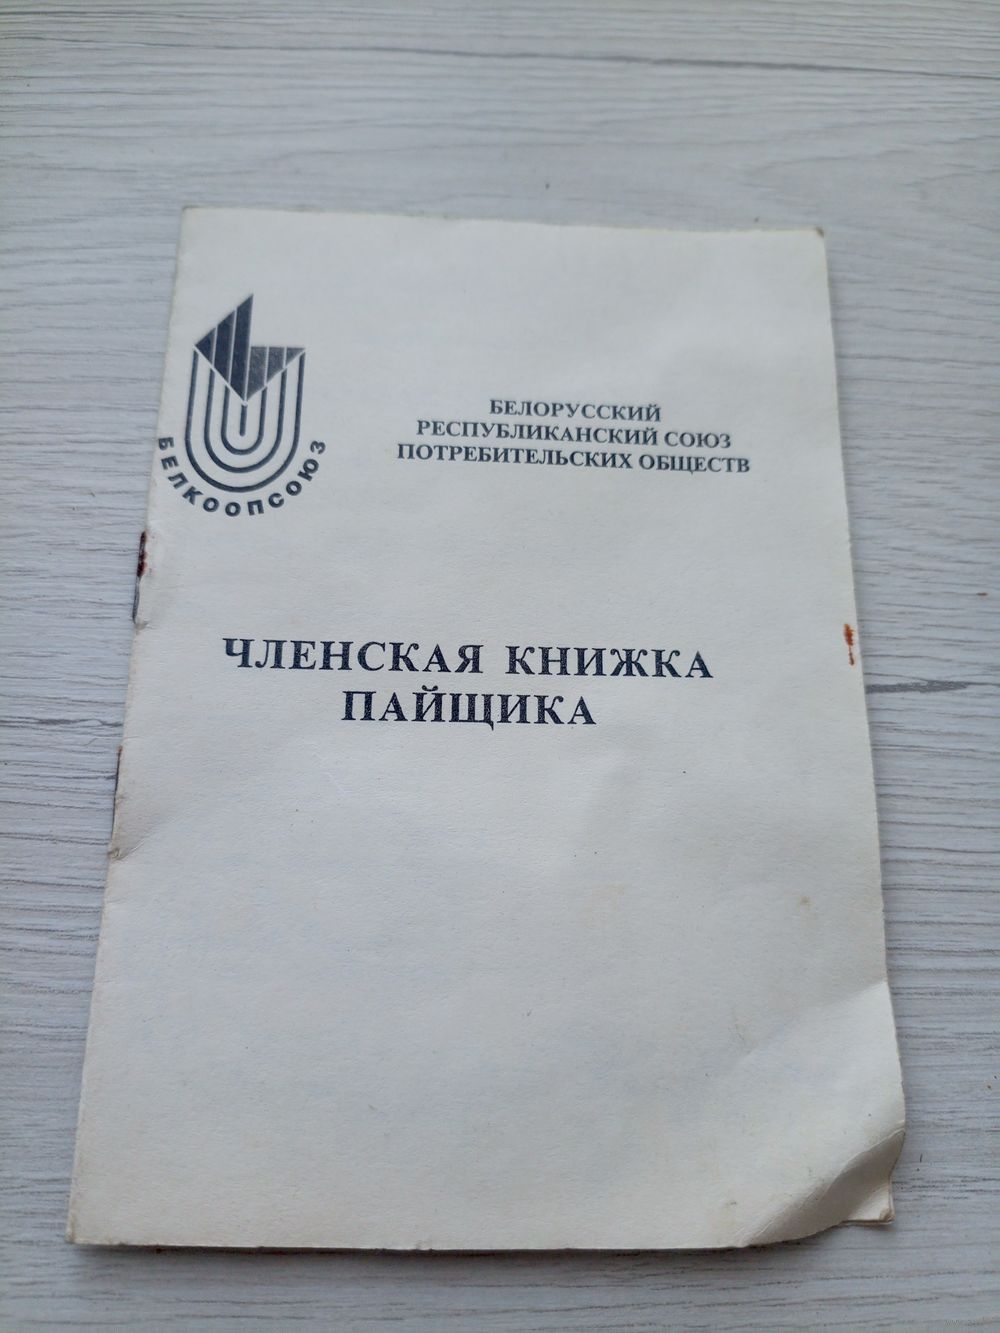 БЕЛКООПСОЮЗ
БЕЛОРУССКИЙ
РЕСПУБЛИКАНСКИЙ СОЮЗ
ПОТРЕБИТЕЛЬСКИХ ОБЩЕСТВ
ЧЛЕНСКАЯ КНИЖКА
ПАЙЩИКА